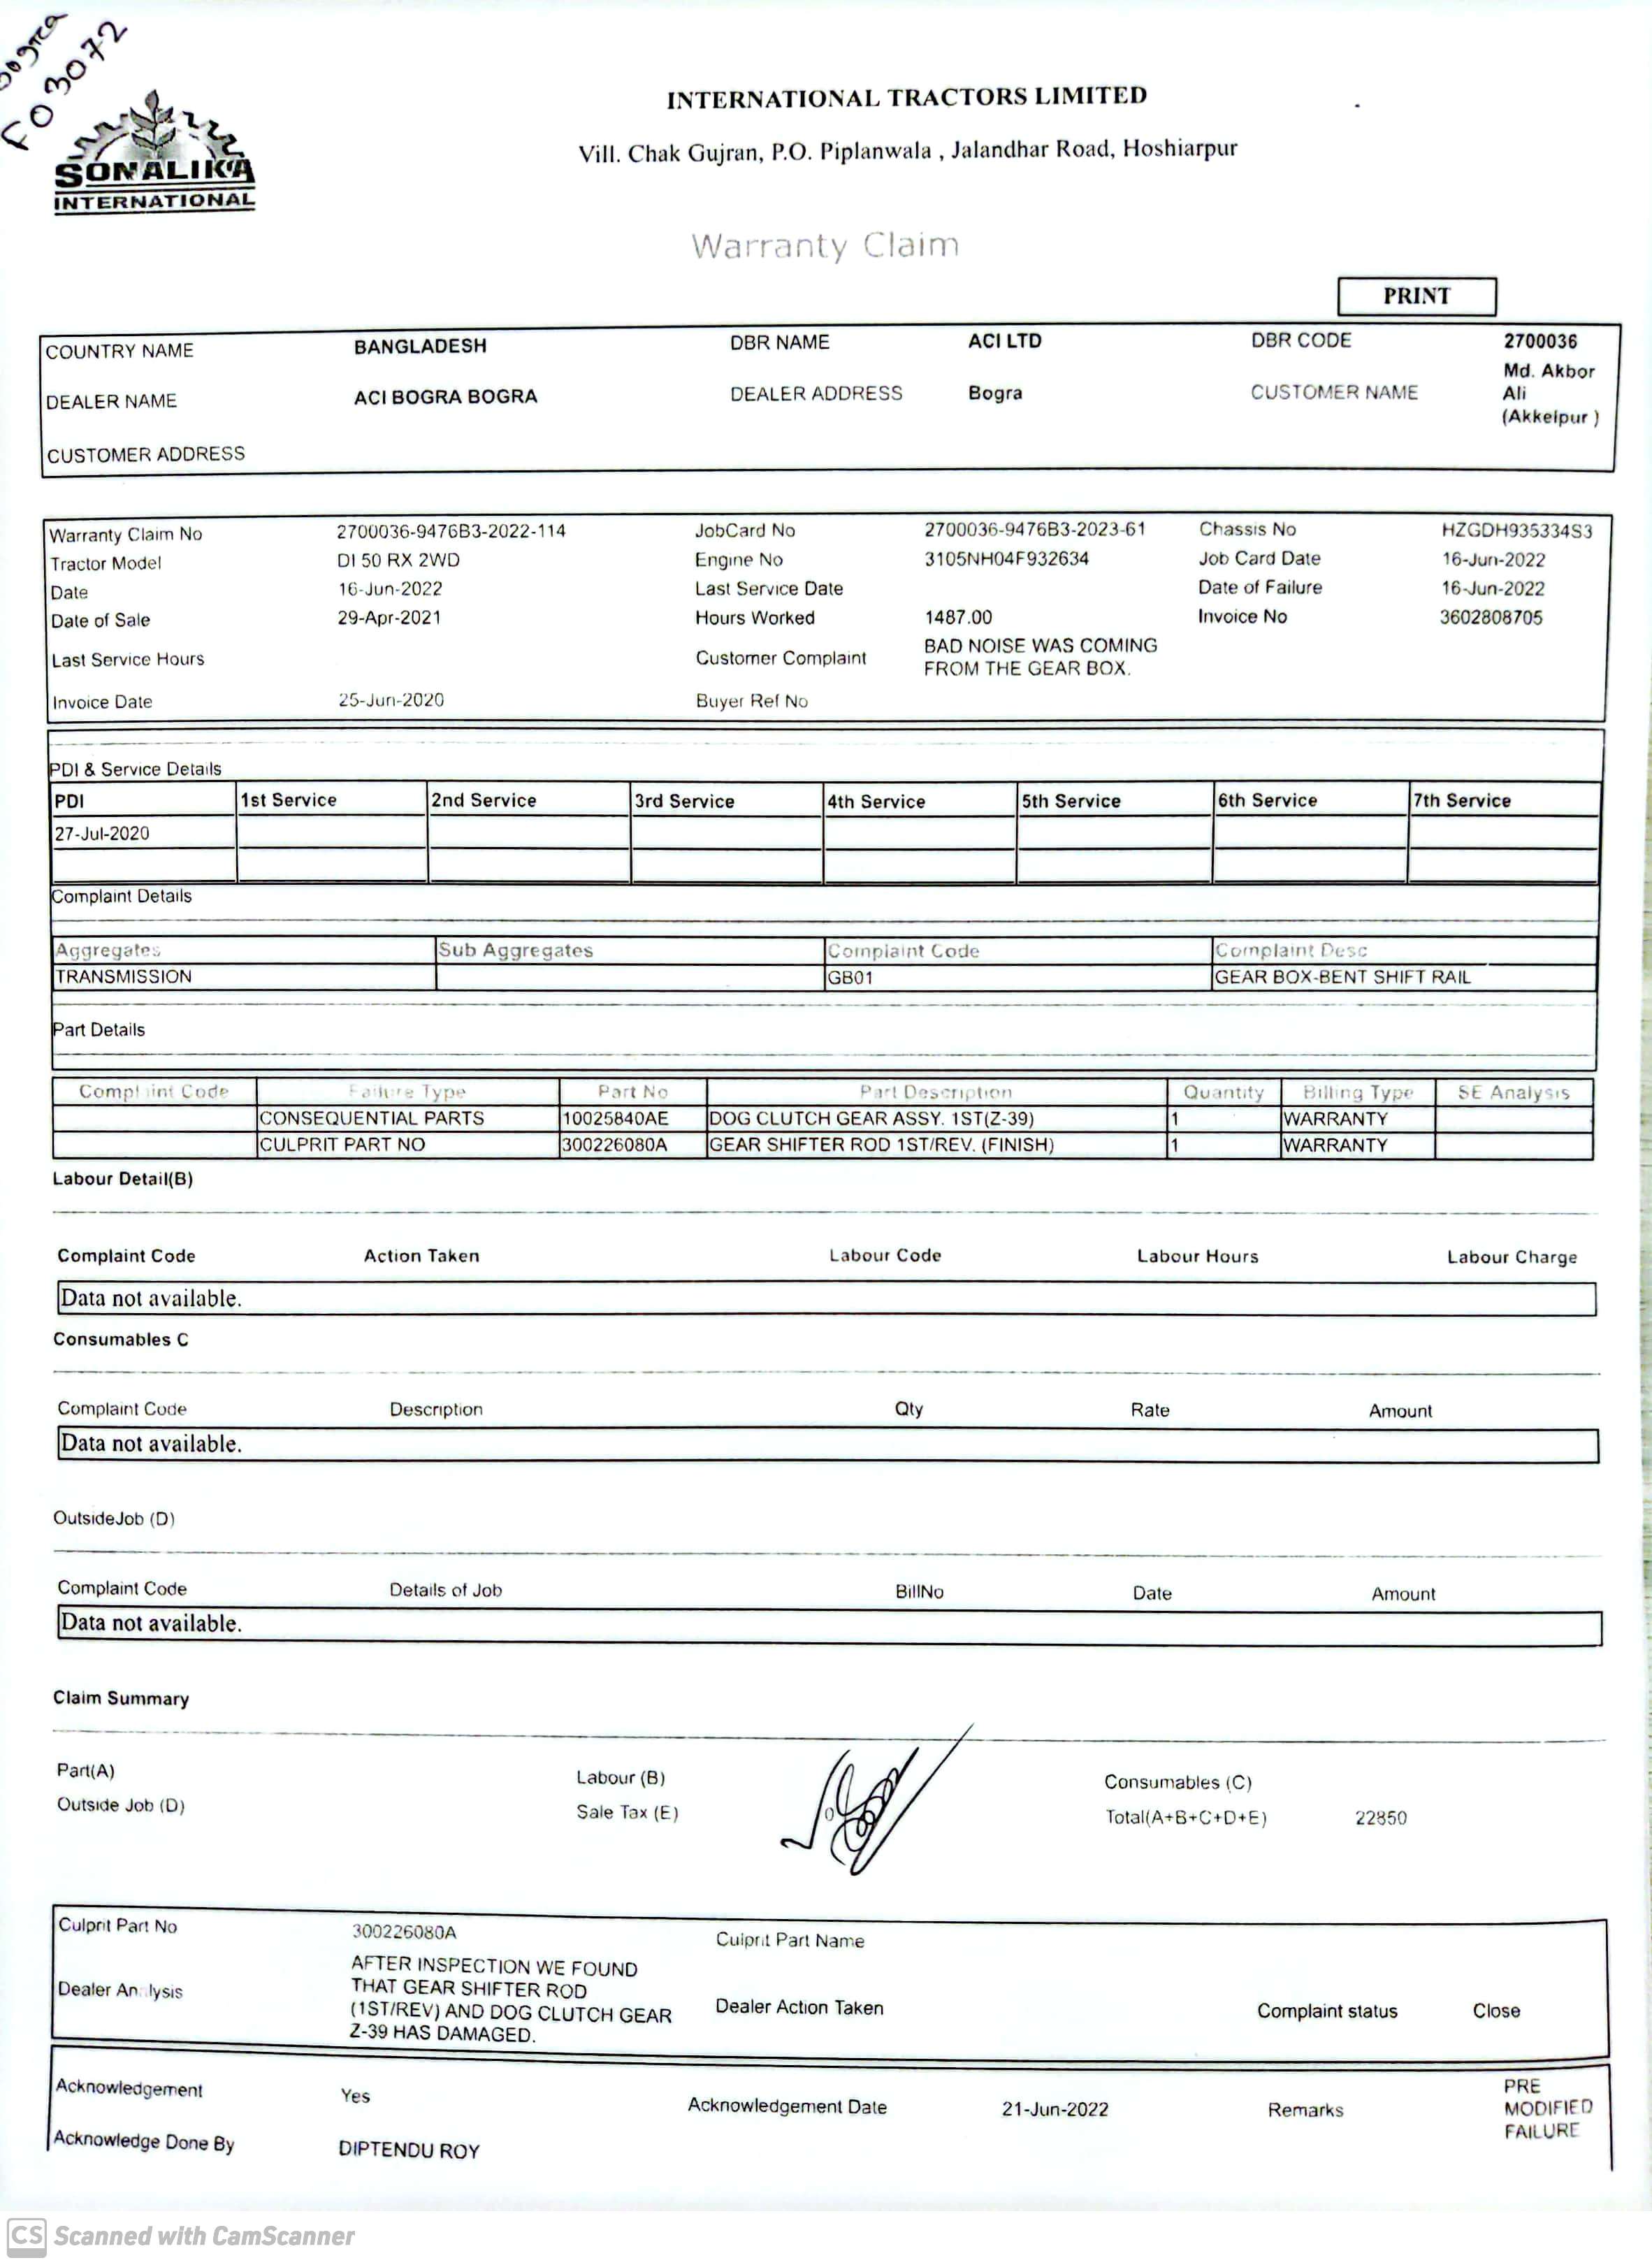 FO 3072
SONALIKA
INTERNATIONAL
INTERNATIONAL TRACTORS LIMITED
Vill. Chak Gujran, P.O. Piplanwala , Jalandhar Road, Hoshiarpur
Warranty Claim
PRINT
COUNTRY NAME BANGLADESH DBR NAME ACI LTD DBR CODE 2700036
DEALER NAME ACI BOGRA BOGRA DEALER ADDRESS Bogra CUSTOMER NAME Md. Akbor
Ali
(Akkelpur )
CUSTOMER ADDRESS
Warranty Claim No 2700036-9476B3-2022-114 JobCard No 2700036-9476B3-2023-61 Chassis No HZGDH935334S3
Tractor Model DI 50 RX 2WD Engine No 3105NH04F932634 Job Card Date 16-Jun-2022
Date 16-Jun-2022 Last Service Date Date of Failure 16-Jun-2022
Date of Sale 29-Apr-2021 Hours Worked 1487.00 Invoice No 3602808705
Last Service Hours Customer Complaint BAD NOISE WAS COMING
FROM THE GEAR BOX.
Invoice Date 25-Jun-2020 Buyer Ref No
PDI & Service Details
PDI 1st Service 2nd Service 3rd Service 4th Service 5th Service 6th Service 7th Service
27-Jul-2020
Complaint Details
Aggregates Sub Aggregates Complaint Code Complaint Desc
TRANSMISSION GB01 GEAR BOX-BENT SHIFT RAIL
Part Details
Complaint Code Failure Type Part No Part Description Quantity Billing Type SE Analysis
CONSEQUENTIAL PARTS 10025840AE DOG CLUTCH GEAR ASSY. 1ST(Z-39) 1 WARRANTY
CULPRIT PART NO 300226080A GEAR SHIFTER ROD 1ST/REV. (FINISH) 1 WARRANTY
Labour Detail(B)
Complaint Code Action Taken Labour Code Labour Hours Labour Charge
Data not available.
Consumables C
Complaint Code Description Qty Rate Amount
Data not available.
OutsideJob (D)
Complaint Code Details of Job BillNo Date Amount
Data not available.
Claim Summary
Part(A) Labour (B) Consumables (C)
Outside Job (D) Sale Tax (E) 0 Total(A+B+C+D+E) 22850
Culprit Part No 300226080A Culprit Part Name
Dealer Analysis AFTER INSPECTION WE FOUND
THAT GEAR SHIFTER ROD
(1ST/REV) AND DOG CLUTCH GEAR
Z-39 HAS DAMAGED. Dealer Action Taken Complaint status Close
Acknowledgement Yes Acknowledgement Date 21-Jun-2022 Remarks PRE
MODIFIED
FAILURE
Acknowledge Done By DIPTENDU ROY
CS Scanned with CamScanner